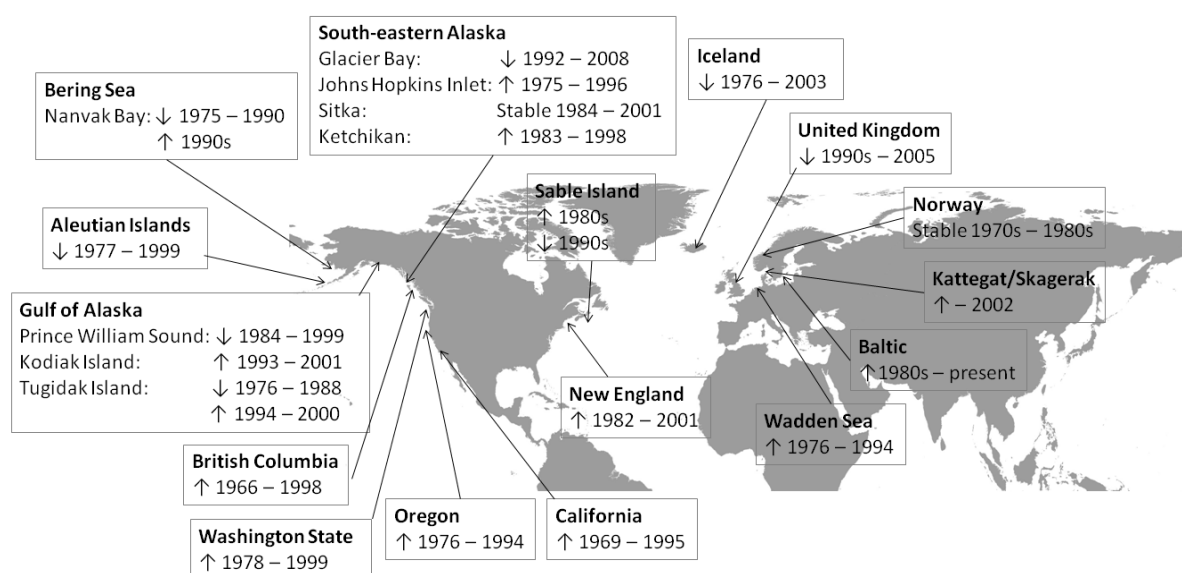 South-eastern Alaska
Glacier Bay: ↓ 1992 – 2008
Johns Hopkins Inlet: ↑ 1975 – 1996
Sitka: Stable 1984 – 2001
Ketchikan: ↑ 1983 – 1998
Iceland
↓ 1976 – 2003
Bering Sea
Nanvak Bay: ↓ 1975 – 1990
↑ 1990s
United Kingdom
↓ 1990s – 2005
Sable Island
↑ 1980s
↓ 1990s
Norway
Stable 1970s – 1980s
Aleutian Islands
↓ 1977 – 1999
Kattegat/Skagerak
↑ – 2002
Gulf of Alaska
Prince William Sound: ↓ 1984 – 1999
Kodiak Island: ↑ 1993 – 2001
Tugidak Island: ↓ 1976 – 1988
↑ 1994 – 2000
Baltic
↑ 1980s – present
New England
↑ 1982 – 2001
Wadden Sea
↑ 1976 – 1994
British Columbia
↑ 1966 – 1998
Oregon
↑ 1976 – 1994
California
↑ 1969 – 1995
Washington State
↑ 1978 – 1999